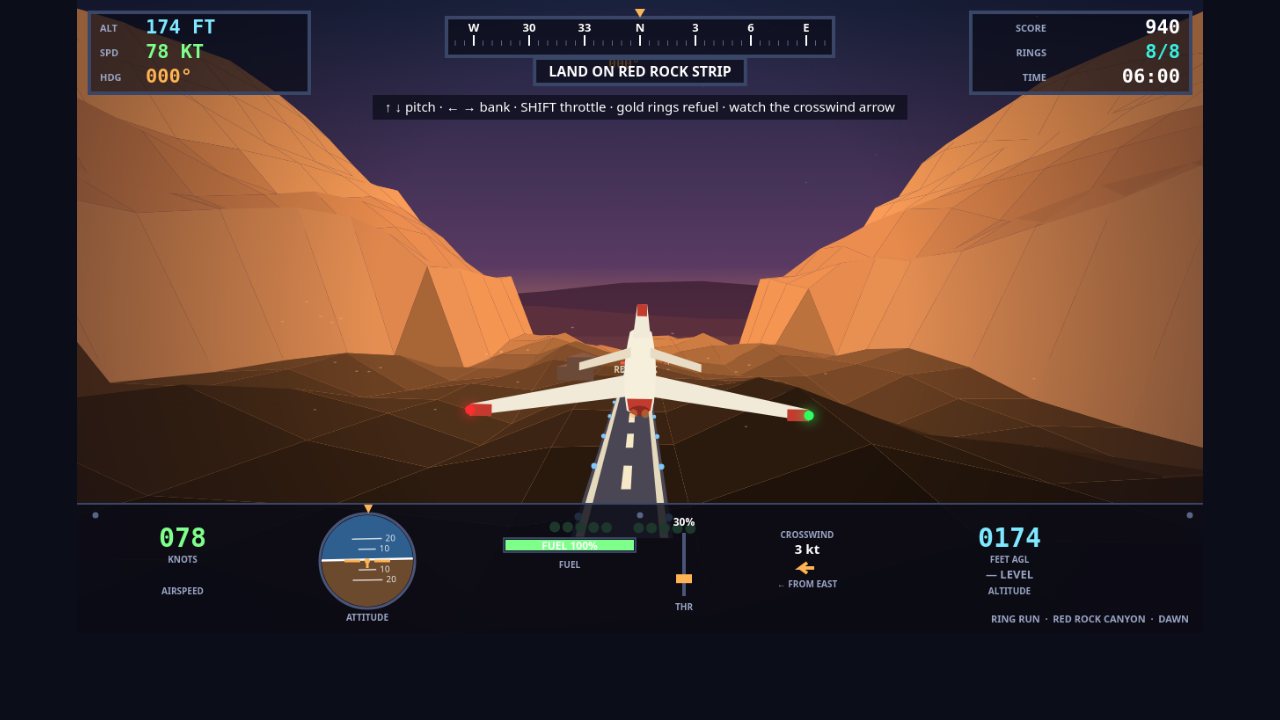 ALT 174 FT
SPD 78 KT
HDG 000°
W 30 33 N 3 6 E
000°
LAND ON RED ROCK STRIP
SCORE 940
RINGS 8/8
TIME 06:00
↑ ↓ pitch · ← → bank · SHIFT throttle · gold rings refuel · watch the crosswind arrow
078
KNOTS
AIRSPEED
20
10
10
20
ATTITUDE
FUEL 100%
FUEL
30%
THR
CROSSWIND
3 kt
← FROM EAST
0174
FEET AGL
— LEVEL
ALTITUDE
RING RUN · RED ROCK CANYON · DAWN